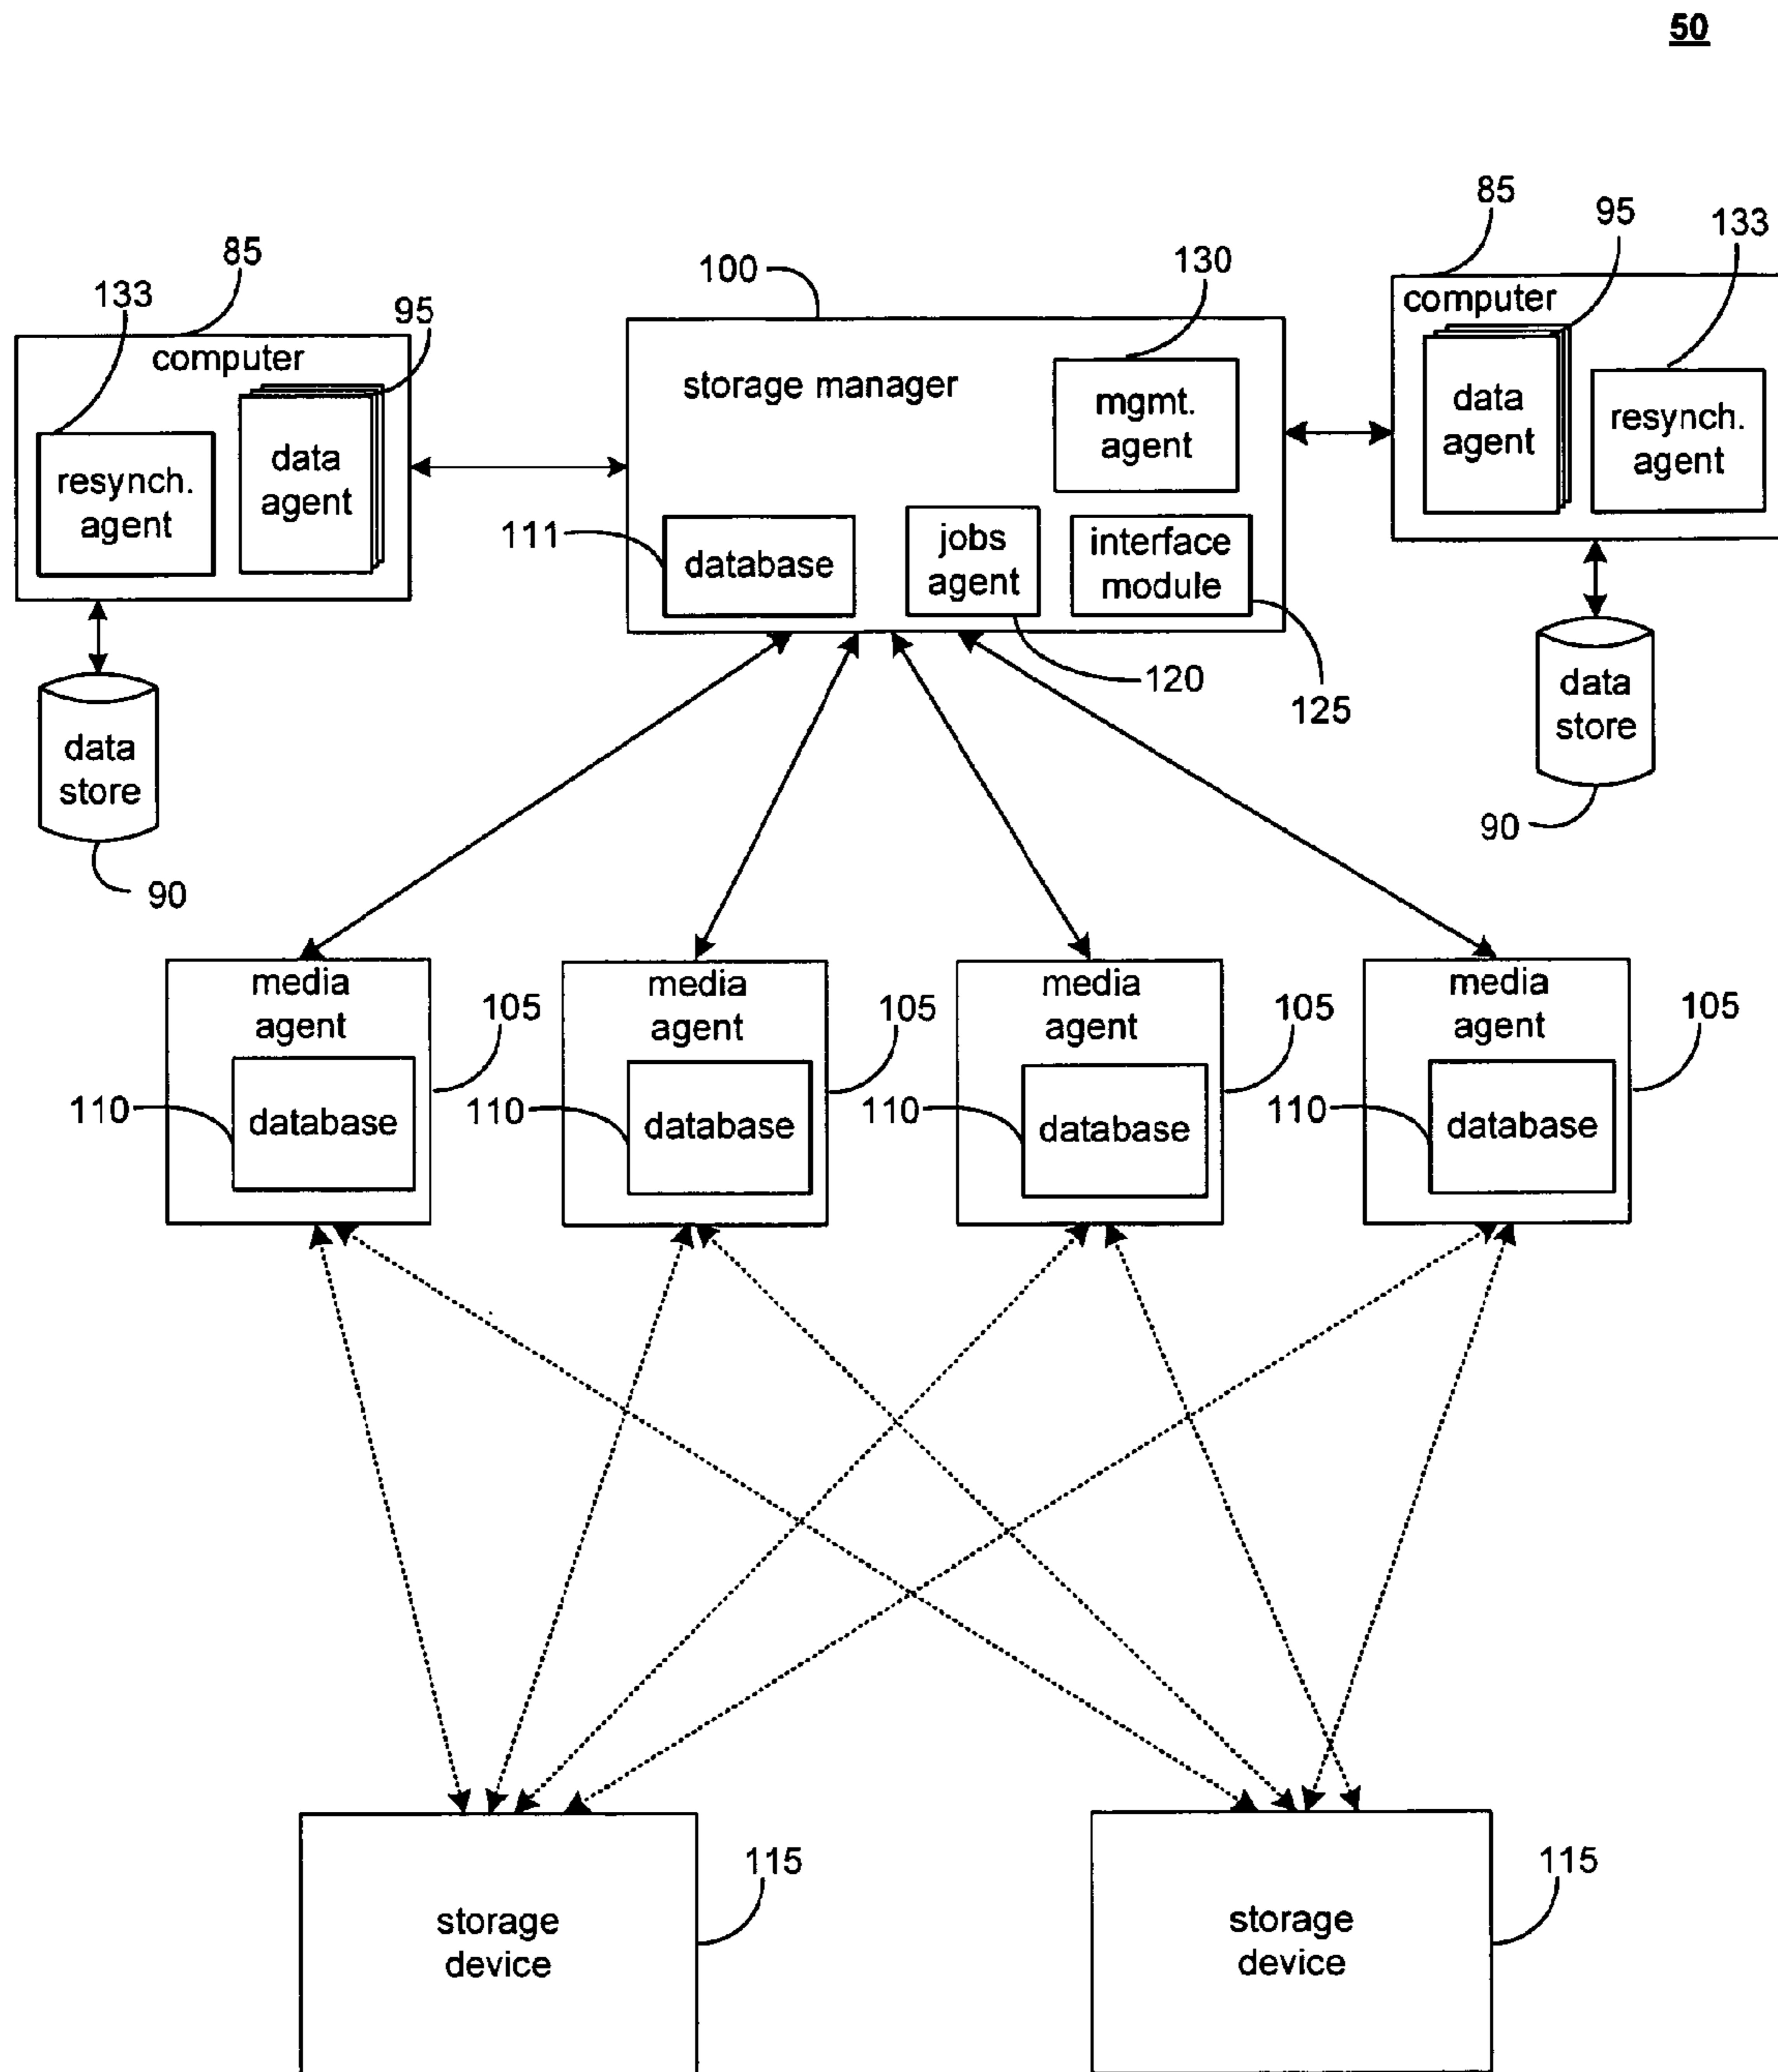 50
85
95
133
computer
data
agent
resynch.
agent
data
store
90
85
133
95
computer
resynch.
agent
data
agent
data
store
90
100
130
storage manager
mgmt.
agent
111
database
jobs
agent
interface
module
120
125
media
agent
105
110
database
media
agent
105
110
database
media
agent
105
110
database
media
agent
105
110
database
storage
device
115
storage
device
115